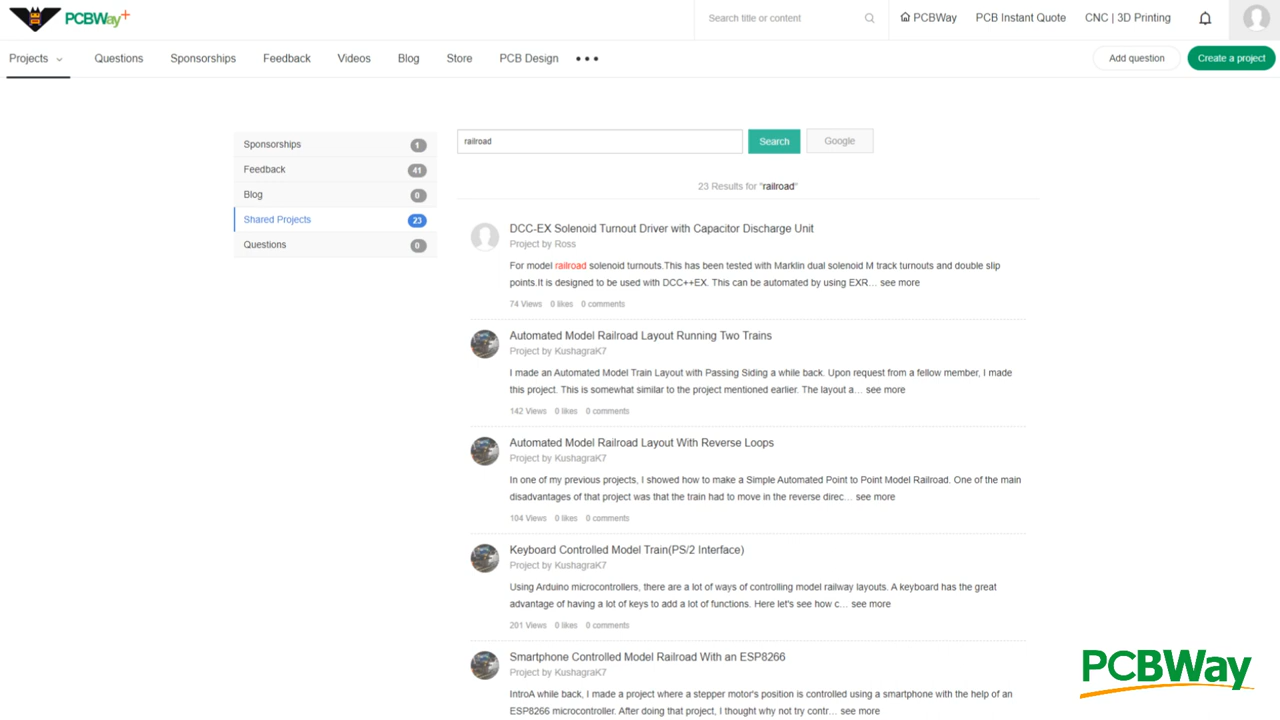 PCBWay+
Search title or content
PCBWay
PCB Instant Quote
CNC | 3D Printing
Projects
Questions
Sponsorships
Feedback
Videos
Blog
Store
PCB Design
Add question
Create a project
Sponsorships 1
Feedback 41
Blog 0
Shared Projects 23
Questions 0
railroad
Search
Google
23 Results for "railroad"
DCC-EX Solenoid Turnout Driver with Capacitor Discharge Unit
Project by Ross
For model railroad solenoid turnouts.This has been tested with Marklin dual solenoid M track turnouts and double slip
points.It is designed to be used with DCC++EX. This can be automated by using EXR... see more
74 Views 0 likes 0 comments
Automated Model Railroad Layout Running Two Trains
Project by KushagraK7
I made an Automated Model Train Layout with Passing Siding a while back. Upon request from a fellow member, I made
this project. This is somewhat similar to the project mentioned earlier. The layout a... see more
142 Views 0 likes 0 comments
Automated Model Railroad Layout With Reverse Loops
Project by KushagraK7
In one of my previous projects, I showed how to make a Simple Automated Point to Point Model Railroad. One of the main
disadvantages of that project was that the train had to move in the reverse direc... see more
104 Views 0 likes 0 comments
Keyboard Controlled Model Train(PS/2 Interface)
Project by KushagraK7
Using Arduino microcontrollers, there are a lot of ways of controlling model railway layouts. A keyboard has the great
advantage of having a lot of keys to add a lot of functions. Here let's see how c... see more
201 Views 0 likes 0 comments
Smartphone Controlled Model Railroad With an ESP8266
Project by KushagraK7
IntroA while back, I made a project where a stepper motor's position is controlled using a smartphone with the help of an
ESP8266 microcontroller. After doing that project, I thought why not try contr... see more
PCBWay